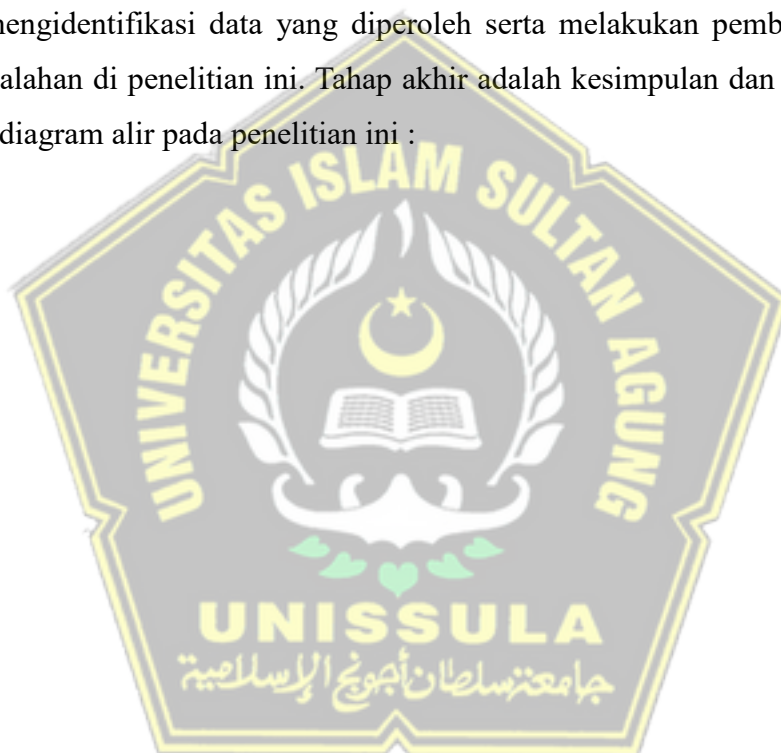 mengidentifikasi data yang diperoleh serta melakukan pemb
alahan di penelitian ini. Tahap akhir adalah kesimpulan dan
diagram alir pada penelitian ini :
UNIVERSITAS ISLAM SULTAN AGUNG
UNISSULA
جامعة سلطان أجونج الإسلامية